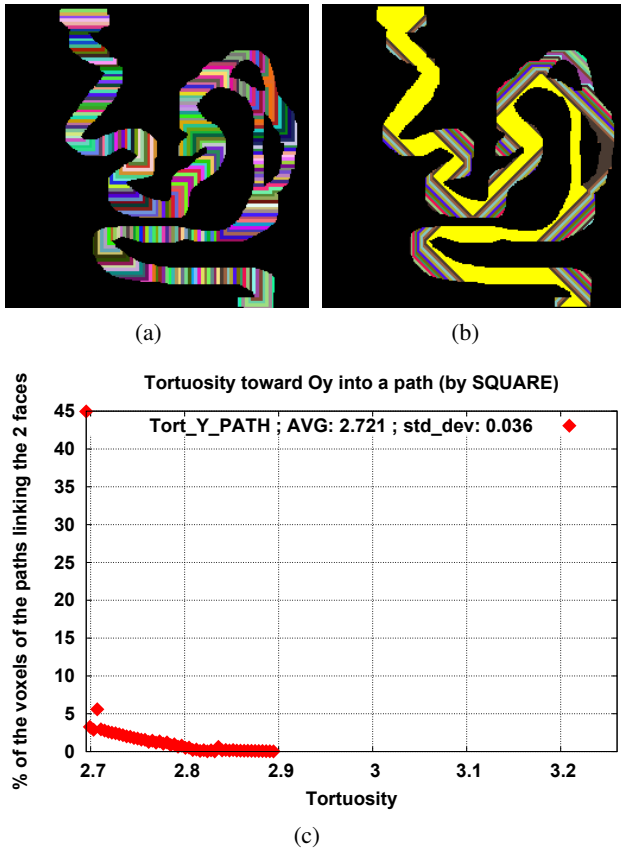 (a)
(b)
Tortuosity toward Oy into a path (by SQUARE)
% of the voxels of the paths linking the 2 faces
45
40
35
30
25
20
15
10
5
0
Tort_Y_PATH ; AVG: 2.721 ; std_dev: 0.036
2.7
2.8
2.9
3
3.1
3.2
Tortuosity
(c)